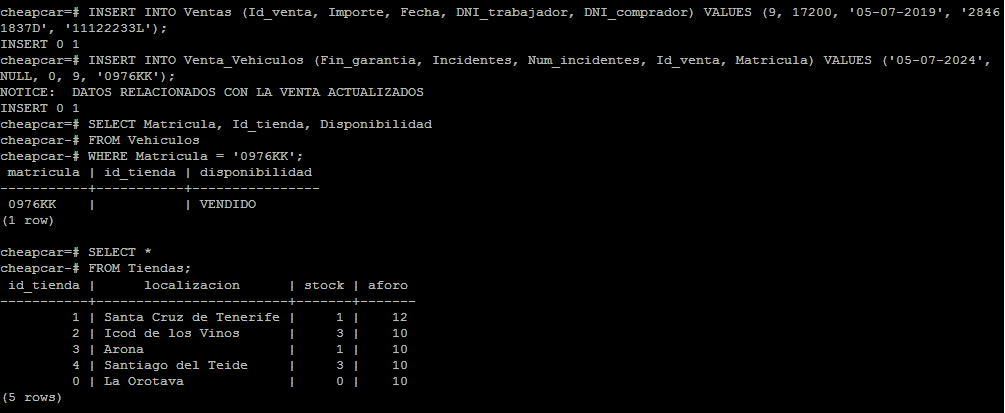 cheapcar=# INSERT INTO Ventas (Id_venta, Importe, Fecha, DNI_trabajador, DNI_comprador) VALUES (9, 17200, '05-07-2019', '2846
1837D', '11122233L');
INSERT 0 1
cheapcar=# INSERT INTO Venta_Vehiculos (Fin_garantia, Incidentes, Num_incidentes, Id_venta, Matricula) VALUES ('05-07-2024',
NULL, 0, 9, '0976KK');
NOTICE:  DATOS RELACIONADOS CON LA VENTA ACTUALIZADOS
INSERT 0 1
cheapcar=# SELECT Matricula, Id_tienda, Disponibilidad
cheapcar-# FROM Vehiculos
cheapcar-# WHERE Matricula = '0976KK';
 matricula | id_tienda | disponibilidad
-----------+-----------+----------------
 0976KK    |           | VENDIDO
(1 row)
cheapcar=# SELECT *
cheapcar-# FROM Tiendas;
 id_tienda |      localizacion      | stock | aforo
-----------+------------------------+-------+-------
         1 | Santa Cruz de Tenerife |     1 |    12
         2 | Icod de los Vinos      |     3 |    10
         3 | Arona                  |     1 |    10
         4 | Santiago del Teide     |     3 |    10
         0 | La Orotava             |     0 |    10
(5 rows)